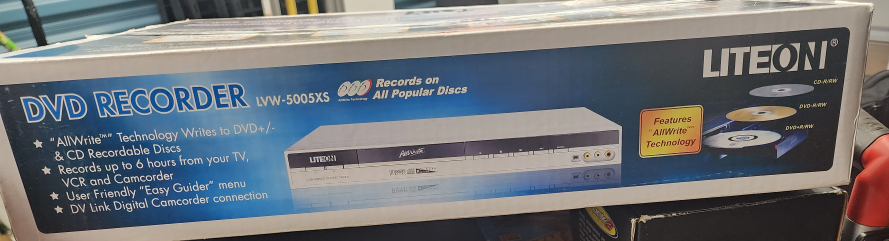 LITEON®
DVD RECORDER LVW-5005XS
Records on
All Popular Discs
★ "AllWrite™" Technology Writes to DVD+/-
& CD Recordable Discs
★ Records up to 6 hours from your TV,
VCR and Camcorder
★ User Friendly "Easy Guider" menu
★ DV Link Digital Camcorder connection
LITEON
AllWrite
Features
"AllWrite™"
Technology
CD-R/RW
DVD-R/RW
DVD+R/RW